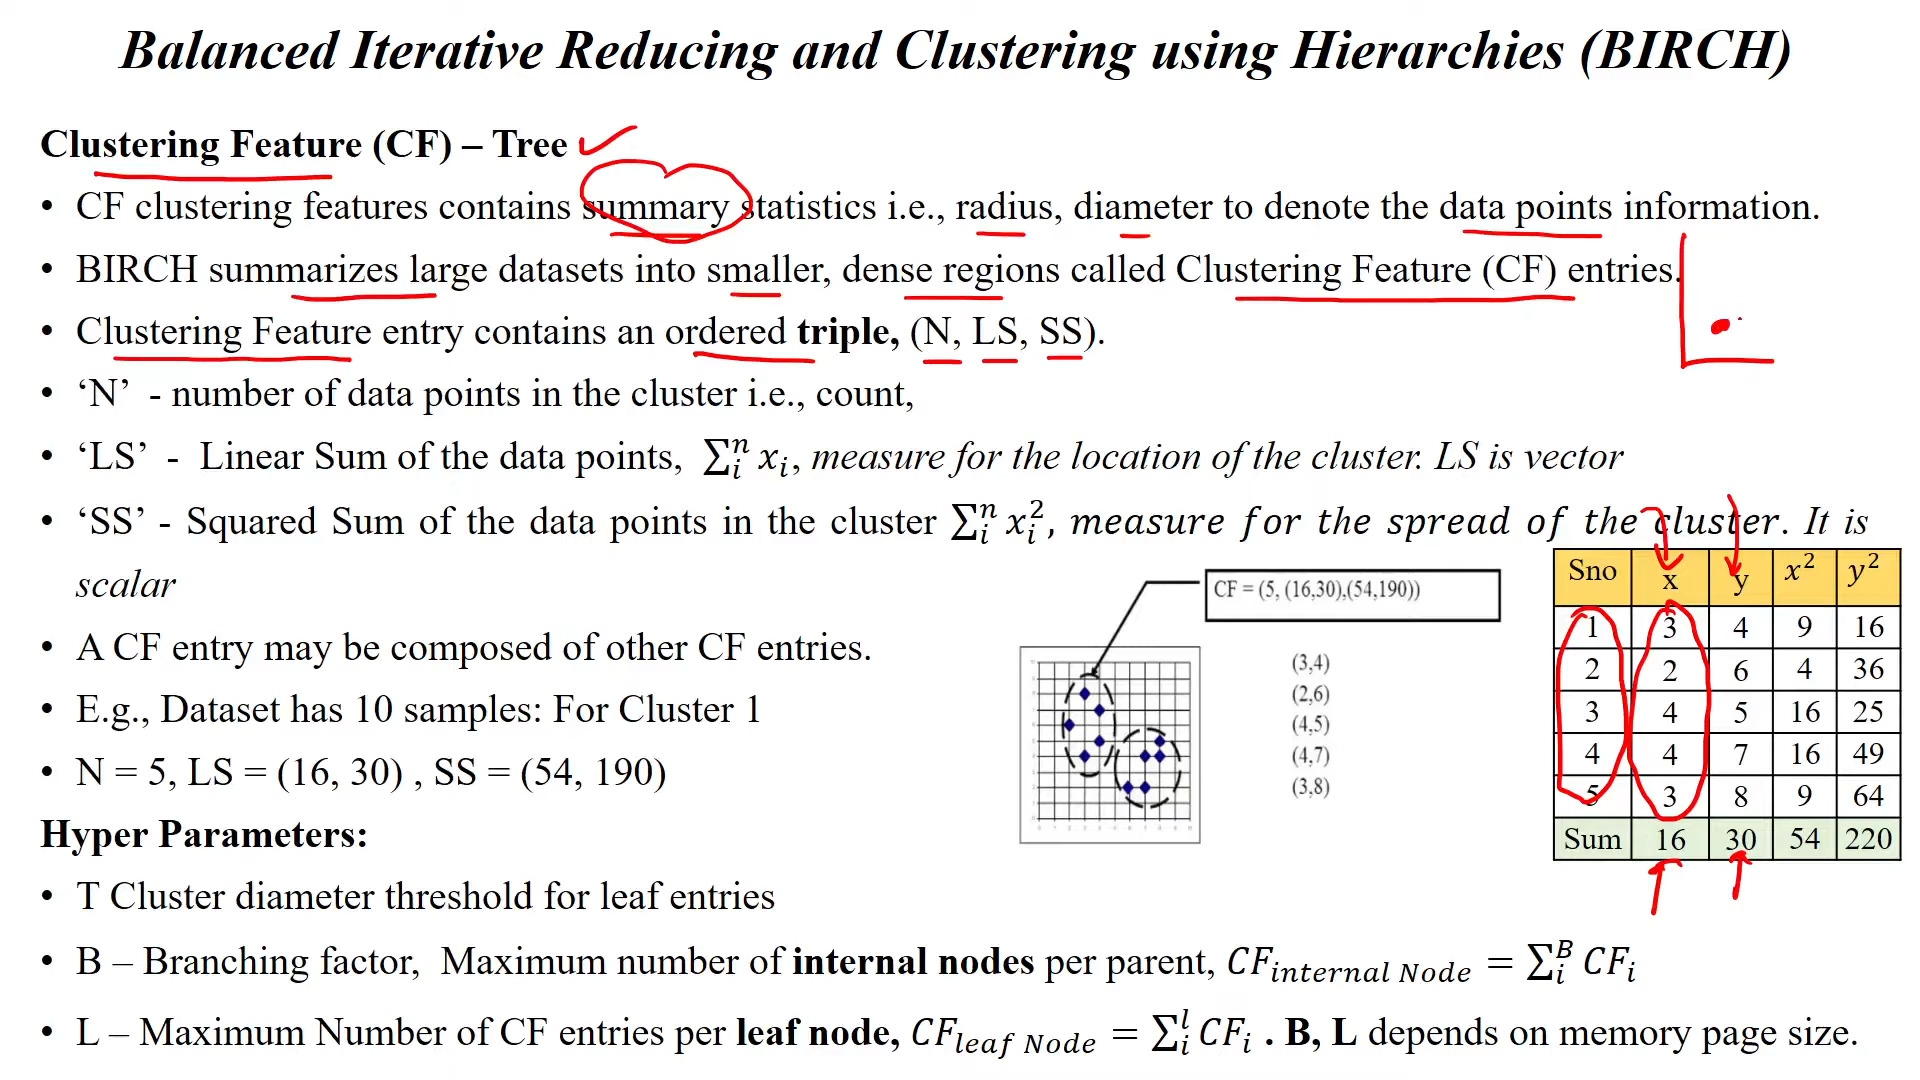 Balanced Iterative Reducing and Clustering using Hierarchies (BIRCH)
Clustering Feature (CF) – Tree
• CF clustering features contains summary statistics i.e., radius, diameter to denote the data points information.
• BIRCH summarizes large datasets into smaller, dense regions called Clustering Feature (CF) entries.
• Clustering Feature entry contains an ordered triple, (N, LS, SS).
• ‘N’ - number of data points in the cluster i.e., count,
• ‘LS’ - Linear Sum of the data points, ∑ᵢⁿ xᵢ, measure for the location of the cluster. LS is vector
• ‘SS’ - Squared Sum of the data points in the cluster ∑ᵢⁿ xᵢ², measure for the spread of the cluster. It is
scalar
• A CF entry may be composed of other CF entries.
• E.g., Dataset has 10 samples: For Cluster 1
• N = 5, LS = (16, 30) , SS = (54, 190)
CF = (5, (16,30),(54,190))
(3,4)
(2,6)
(4,5)
(4,7)
(3,8)
Sno x y x² y²
1 3 4 9 16
2 2 6 4 36
3 4 5 16 25
4 4 7 16 49
5 3 8 9 64
Sum 16 30 54 220
Hyper Parameters:
• T Cluster diameter threshold for leaf entries
• B – Branching factor, Maximum number of internal nodes per parent, CF_internal Node = ∑ᵢᴮ CFᵢ
• L – Maximum Number of CF entries per leaf node, CF_leaf Node = ∑ᵢˡ CFᵢ . B, L depends on memory page size.